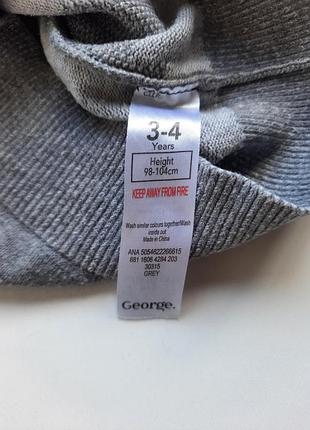 3-4
Years
Height
98-104cm
KEEP AWAY FROM FIRE
Wash similar colours together/Wash
inside out
Made in China
ANA 5054622266615
881 1606 4284 203
30315
GREY
George.